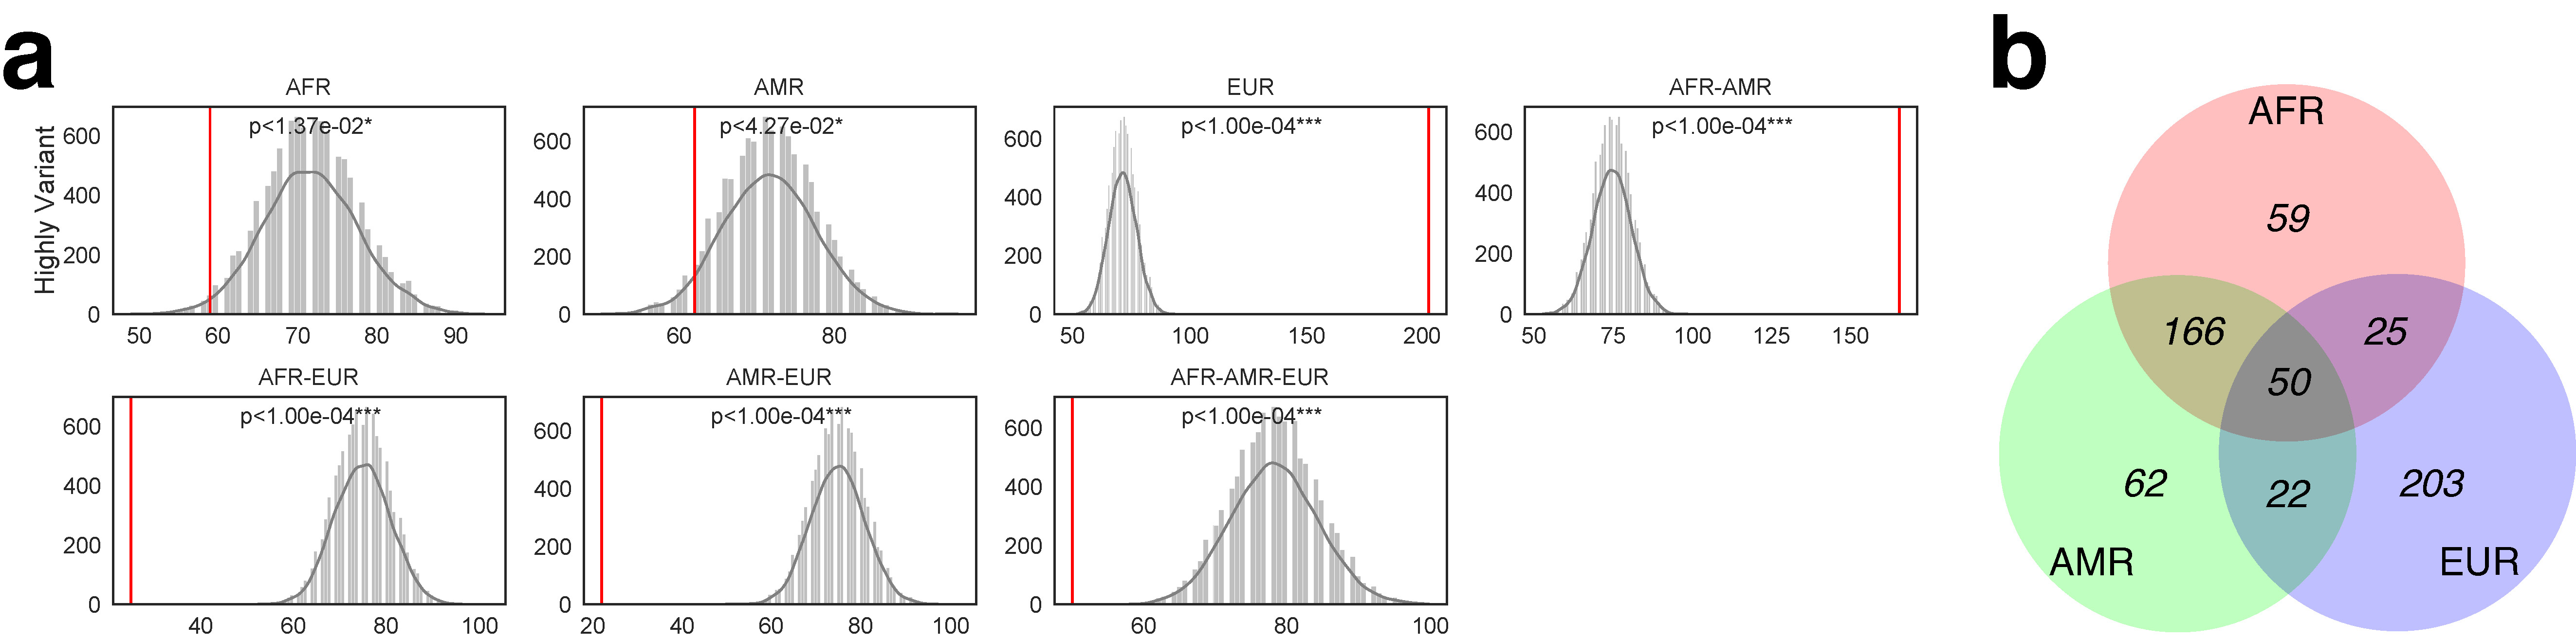 a
b
AFR
AMR
EUR
AFR-AMR
p<1.37e-02*
p<4.27e-02*
p<1.00e-04***
p<1.00e-04***
Highly Variant
600
400
200
0
50 60 70 80 90
600
400
200
0
60 80
600
400
200
0
50 100 150 200
600
400
200
0
50 75 100 125 150
AFR-EUR
AMR-EUR
AFR-AMR-EUR
p<1.00e-04***
p<1.00e-04***
p<1.00e-04***
600
400
200
0
40 60 80 100
600
400
200
0
20 40 60 80 100
600
400
200
0
60 80 100
AFR
59
166
25
50
62
22
203
AMR
EUR